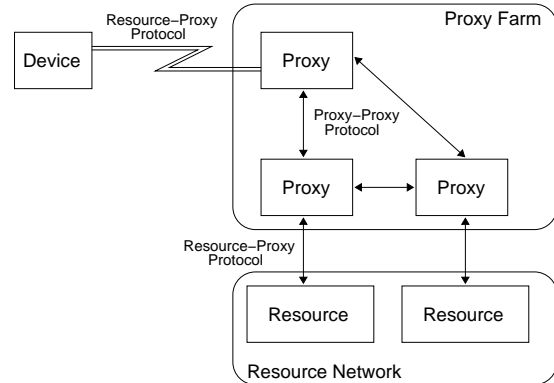 Resource–Proxy
Protocol
Proxy Farm
Device
Proxy
Proxy–Proxy
Protocol
Proxy
Proxy
Resource–Proxy
Protocol
Resource
Resource
Resource Network